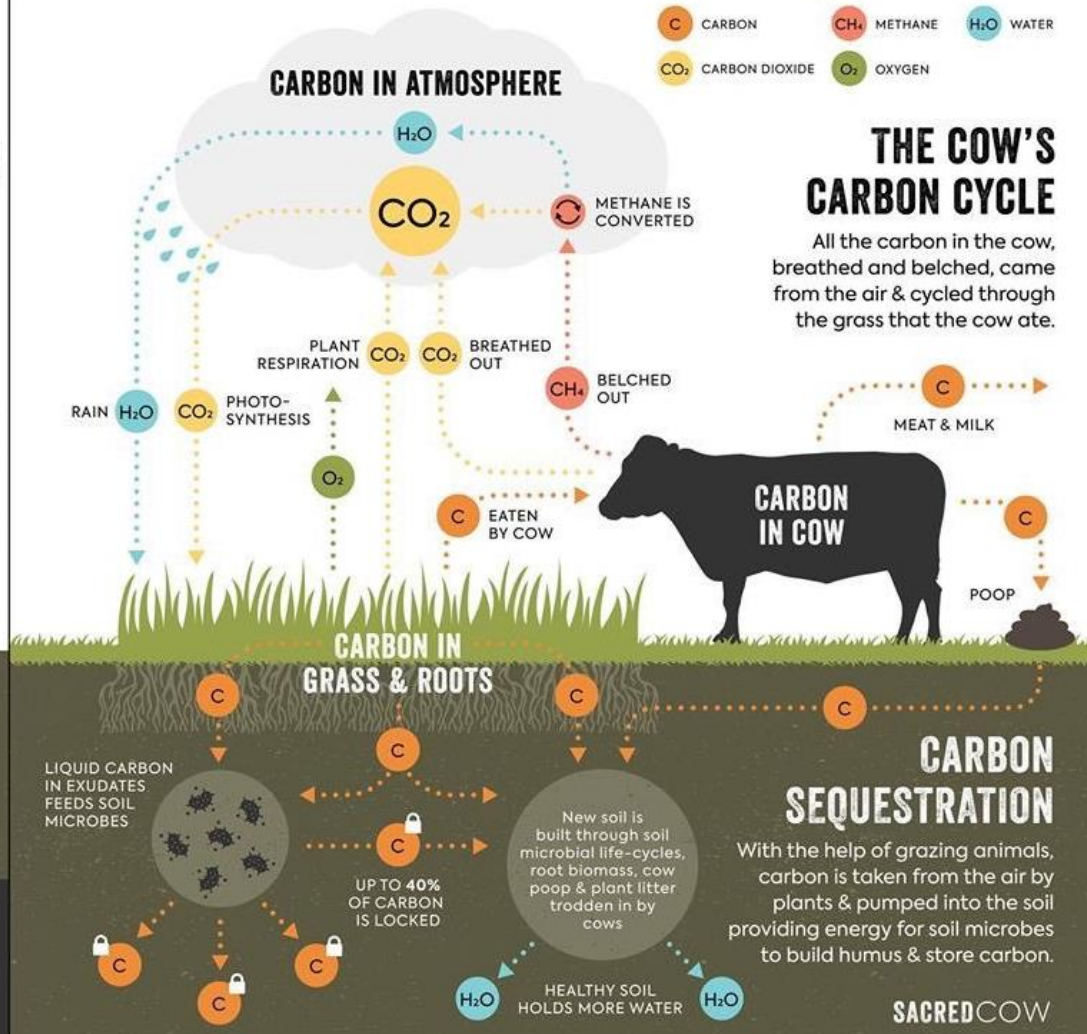 C CARBON
CH₄ METHANE
H₂O WATER
CO₂ CARBON DIOXIDE
O₂ OXYGEN
CARBON IN ATMOSPHERE
H₂O
CO₂
METHANE IS
CONVERTED
THE COW'S
CARBON CYCLE
All the carbon in the cow,
breathed and belched, came
from the air & cycled through
the grass that the cow ate.
PLANT
RESPIRATION
CO₂
CO₂
BREATHED
OUT
CH₄
BELCHED
OUT
C
MEAT & MILK
RAIN
H₂O
CO₂
PHOTO-
SYNTHESIS
O₂
C
EATEN
BY COW
CARBON
IN COW
C
POOP
CARBON IN
GRASS & ROOTS
C
C
C
C
LIQUID CARBON
IN EXUDATES
FEEDS SOIL
MICROBES
C
UP TO 40%
OF CARBON
IS LOCKED
New soil is
built through soil
microbial life-cycles,
root biomass, cow
poop & plant litter
trodden in by
cows
C
C
C
H₂O
HEALTHY SOIL
HOLDS MORE WATER
H₂O
CARBON
SEQUESTRATION
With the help of grazing animals,
carbon is taken from the air by
plants & pumped into the soil
providing energy for soil microbes
to build humus & store carbon.
SACREDCOW